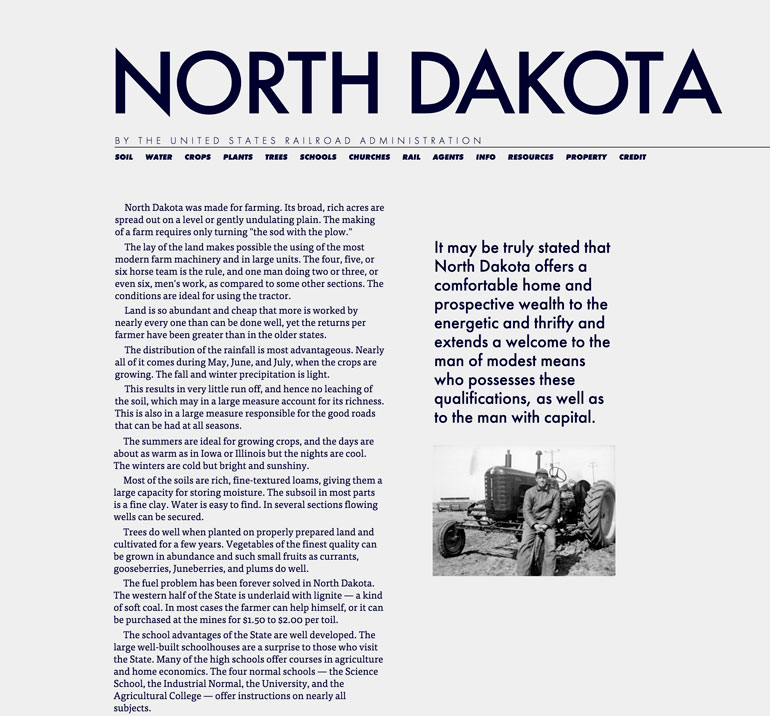 NORTH DAKOTA
BY THE UNITED STATES RAILROAD ADMINISTRATION
SOIL WATER CROPS PLANTS TREES SCHOOLS CHURCHES RAIL AGENTS INFO RESOURCES PROPERTY CREDIT
North Dakota was made for farming. Its broad, rich acres are
spread out on a level or gently undulating plain. The making
of a farm requires only turning "the sod with the plow."
The lay of the land makes possible the using of the most
modern farm machinery and in large units. The four, five, or
six horse team is the rule, and one man doing two or three, or
even six, men's work, as compared to some other sections. The
conditions are ideal for using the tractor.
Land is so abundant and cheap that more is worked by
nearly every one than can be done well, yet the returns per
farmer have been greater than in the older states.
The distribution of the rainfall is most advantageous. Nearly
all of it comes during May, June, and July, when the crops are
growing. The fall and winter precipitation is light.
This results in very little run off, and hence no leaching of
the soil, which may in a large measure account for its richness.
This is also in a large measure responsible for the good roads
that can be had at all seasons.
The summers are ideal for growing crops, and the days are
about as warm as in Iowa or Illinois but the nights are cool.
The winters are cold but bright and sunshiny.
Most of the soils are rich, fine-textured loams, giving them a
large capacity for storing moisture. The subsoil in most parts
is a fine clay. Water is easy to find. In several sections flowing
wells can be secured.
Trees do well when planted on properly prepared land and
cultivated for a few years. Vegetables of the finest quality can
be grown in abundance and such small fruits as currants,
gooseberries, Juneberries, and plums do well.
The fuel problem has been forever solved in North Dakota.
The western half of the State is underlaid with lignite — a kind
of soft coal. In most cases the farmer can help himself, or it can
be purchased at the mines for $1.50 to $2.00 per toil.
The school advantages of the State are well developed. The
large well-built schoolhouses are a surprise to those who visit
the State. Many of the high schools offer courses in agriculture
and home economics. The four normal schools — the Science
School, the Industrial Normal, the University, and the
Agricultural College — offer instructions on nearly all
subjects.
It may be truly stated that
North Dakota offers a
comfortable home and
prospective wealth to the
energetic and thrifty and
extends a welcome to the
man of modest means
who possesses these
qualifications, as well as
to the man with capital.